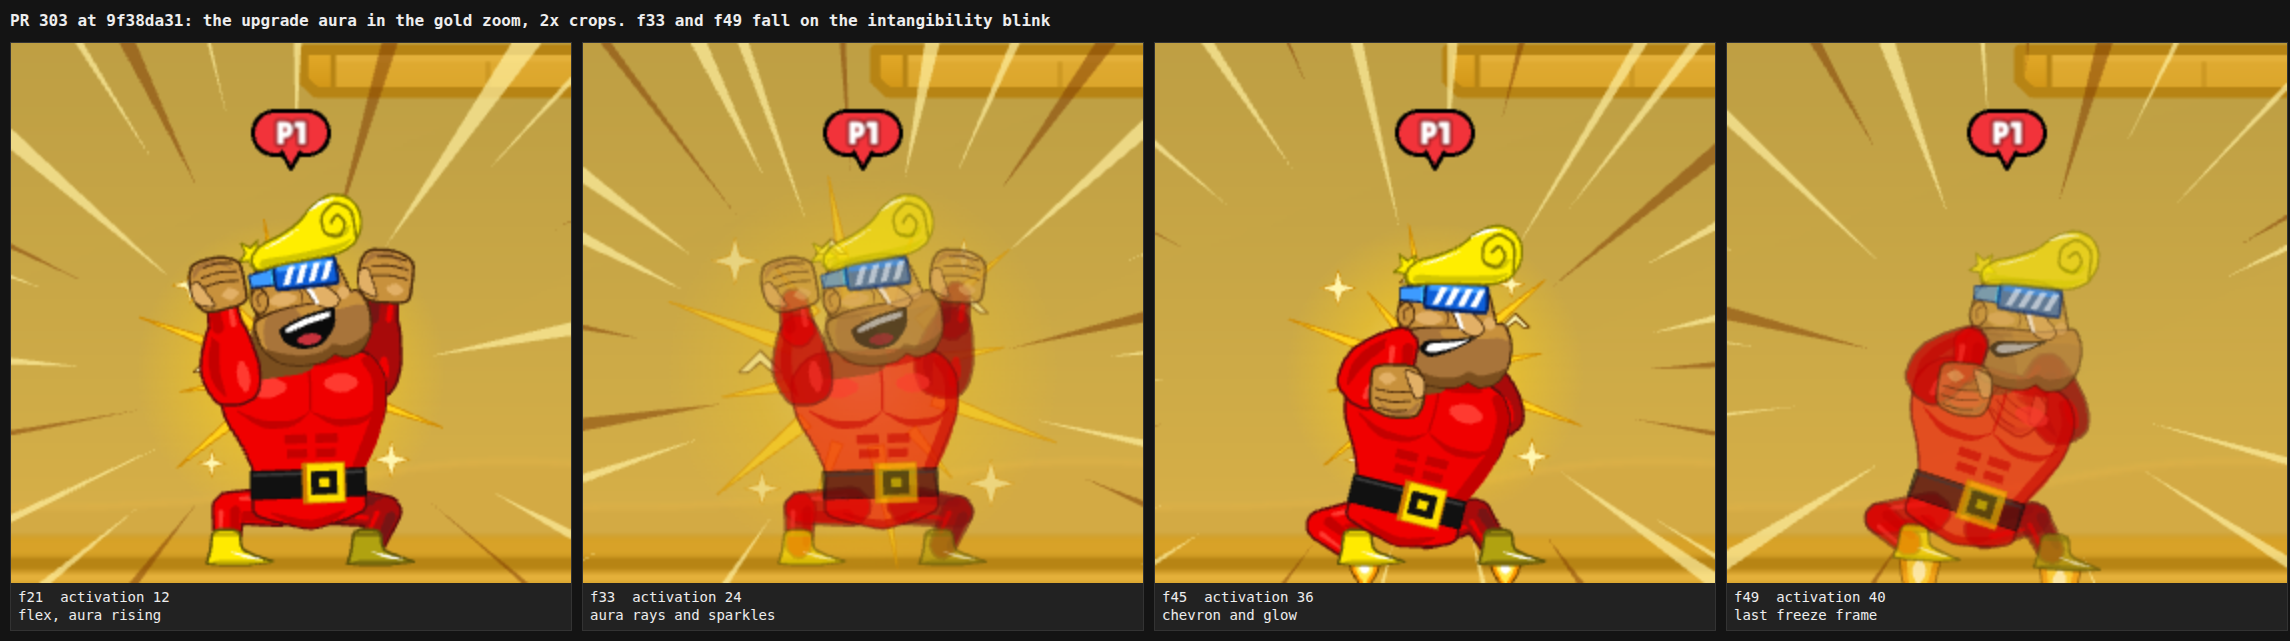 PR 303 at 9f38da31: the upgrade aura in the gold zoom, 2x crops. f33 and f49 fall on the intangibility blink
P1
P1
P1
P1
f21 activation 12
flex, aura rising
f33 activation 24
aura rays and sparkles
f45 activation 36
chevron and glow
f49 activation 40
last freeze frame